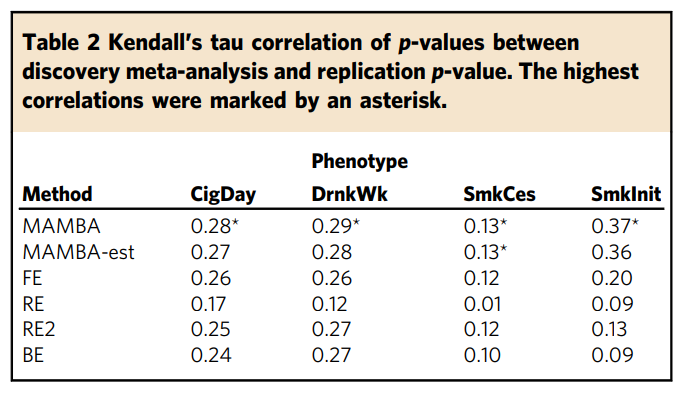 Table 2 Kendall's tau correlation of p-values between
discovery meta-analysis and replication p-value. The highest
correlations were marked by an asterisk.
Phenotype
Method CigDay DrnkWk SmkCes SmkInit
MAMBA 0.28* 0.29* 0.13* 0.37*
MAMBA-est 0.27 0.28 0.13* 0.36
FE 0.26 0.26 0.12 0.20
RE 0.17 0.12 0.01 0.09
RE2 0.25 0.27 0.12 0.13
BE 0.24 0.27 0.10 0.09